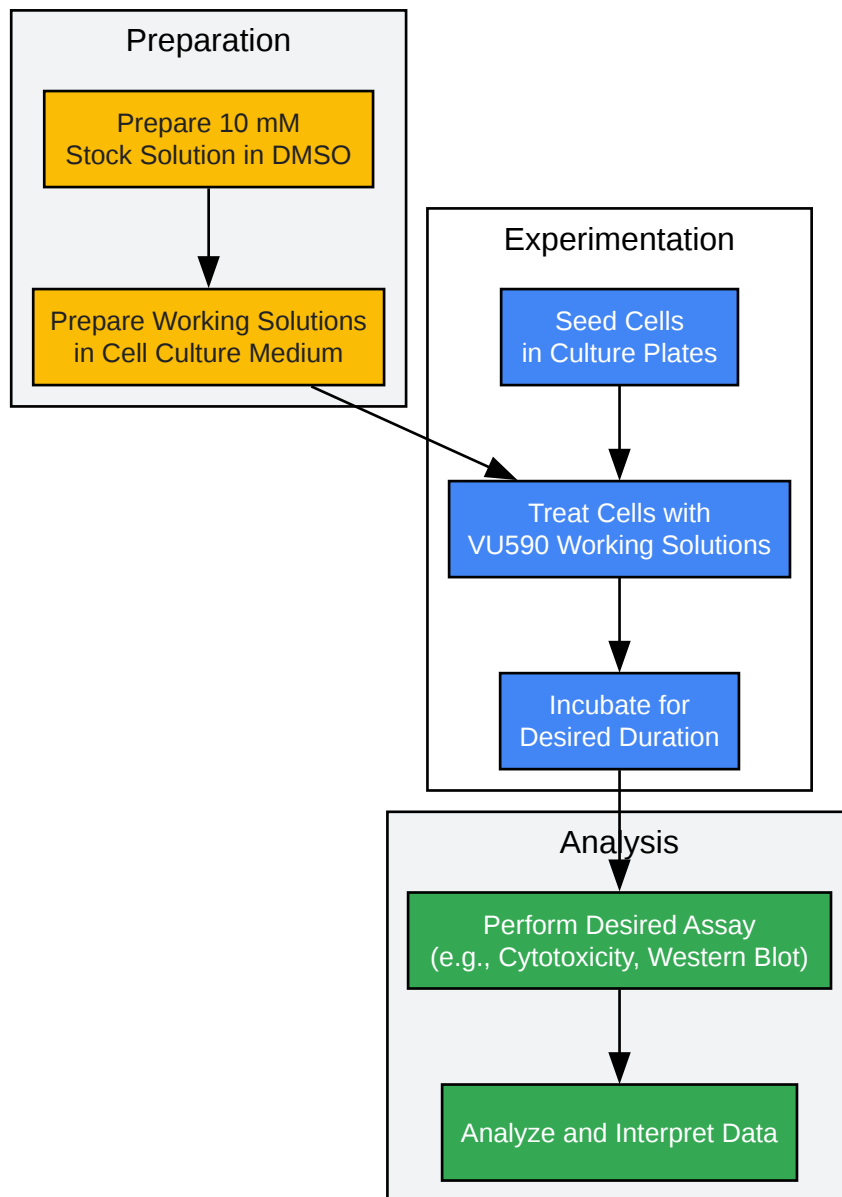 Preparation
Prepare 10 mM
Stock Solution in DMSO
Prepare Working Solutions
in Cell Culture Medium
Experimentation
Seed Cells
in Culture Plates
Treat Cells with
VU590 Working Solutions
Incubate for
Desired Duration
Analysis
Perform Desired Assay
(e.g., Cytotoxicity, Western Blot)
Analyze and Interpret Data